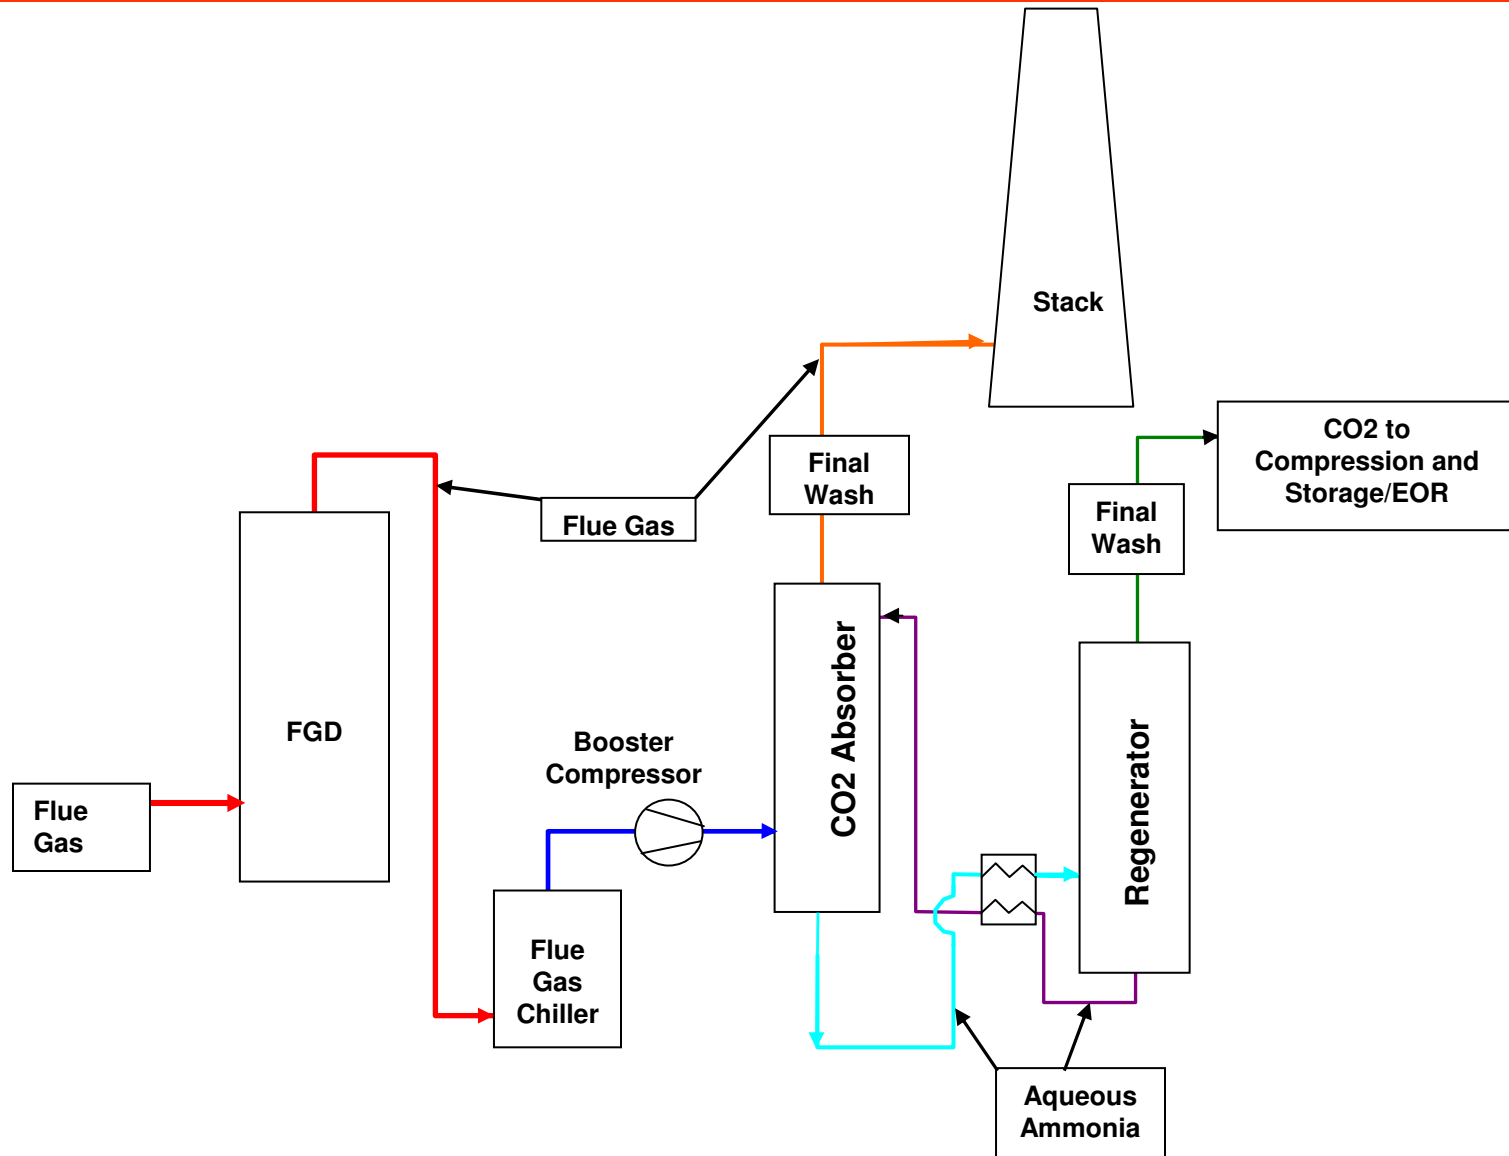 Stack
CO2 to
Compression and
Storage/EOR
Final
Wash
Final
Wash
Flue Gas
CO2 Absorber
Regenerator
FGD
Booster
Compressor
Flue
Gas
Flue
Gas
Chiller
Aqueous
Ammonia